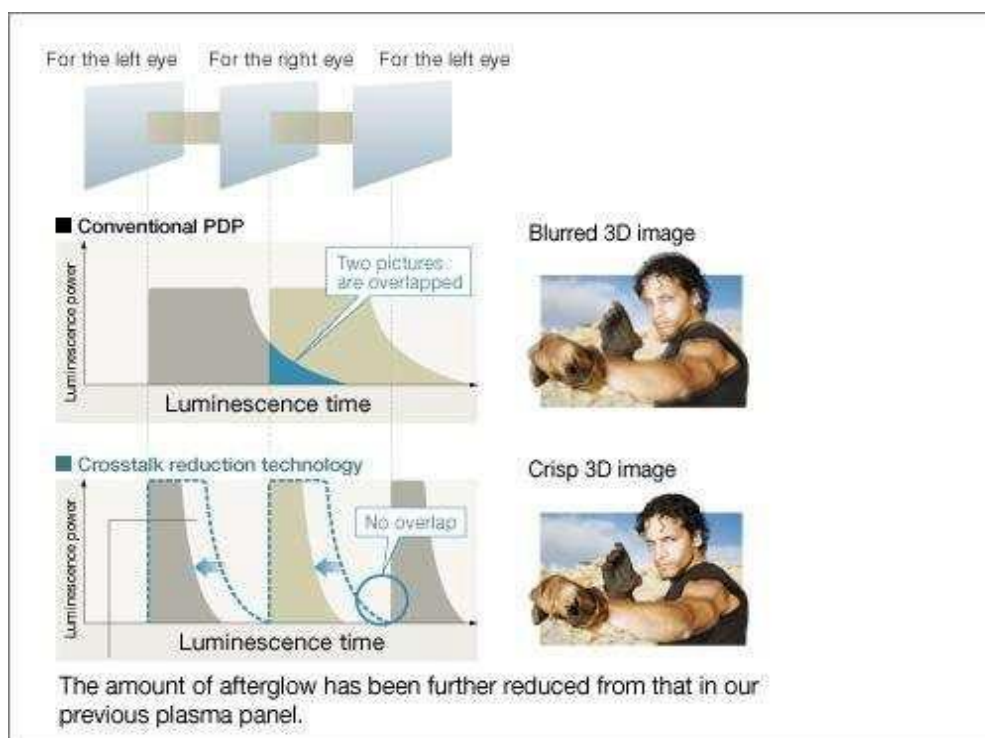 For the left eye
For the right eye
For the left eye
Conventional PDP
Blurred 3D image
Two pictures
are overlapped
Luminescence power
Luminescence time
Crosstalk reduction technology
Crisp 3D image
No overlap
Luminescence power
Luminescence time
The amount of afterglow has been further reduced from that in our
previous plasma panel.